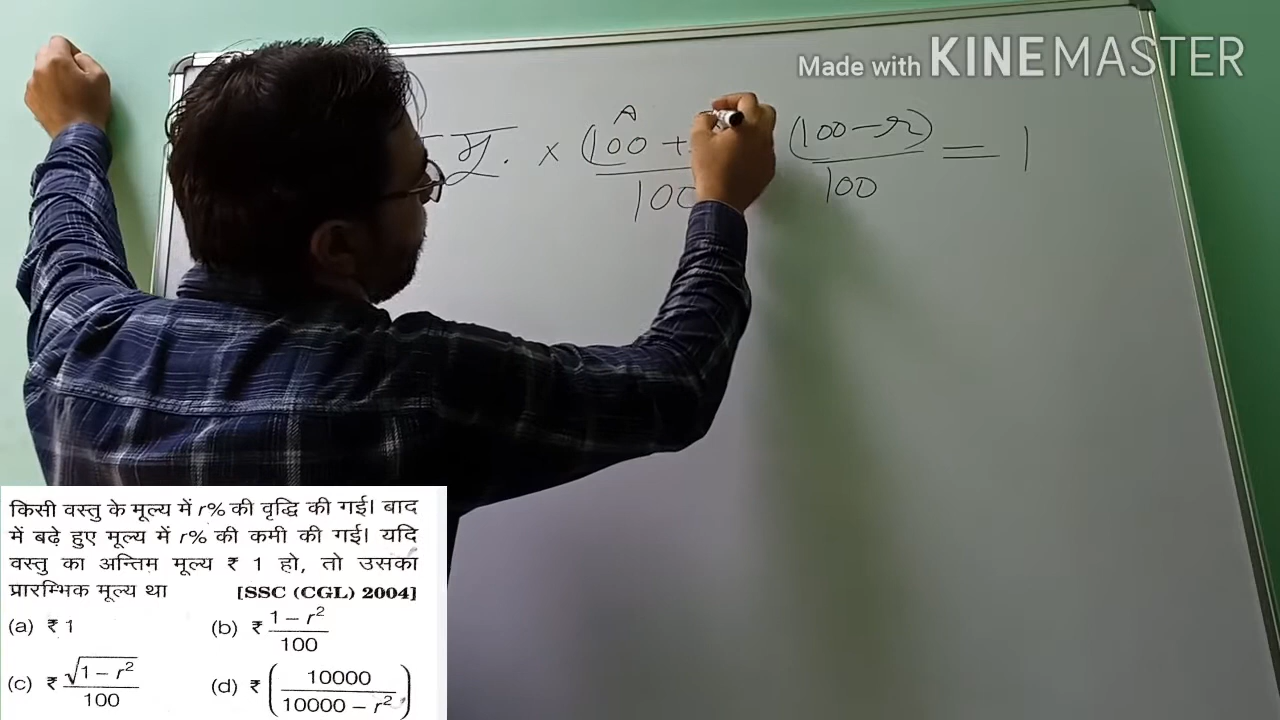 Made with KINEMASTER
A
मू. × (100 + (100 - r) = 1
100 100
किसी वस्तु के मूल्य में r% की वृद्धि की गई। बाद
में बढ़े हुए मूल्य में r% की कमी की गई। यदि
वस्तु का अन्तिम मूल्य ₹ 1 हो, तो उसका
प्रारम्भिक मूल्य था [SSC (CGL) 2004]
(a) ₹ 1 (b) ₹ 1 - r²/100
(c) ₹ √1 - r²/100 (d) ₹ (10000/10000 - r²)